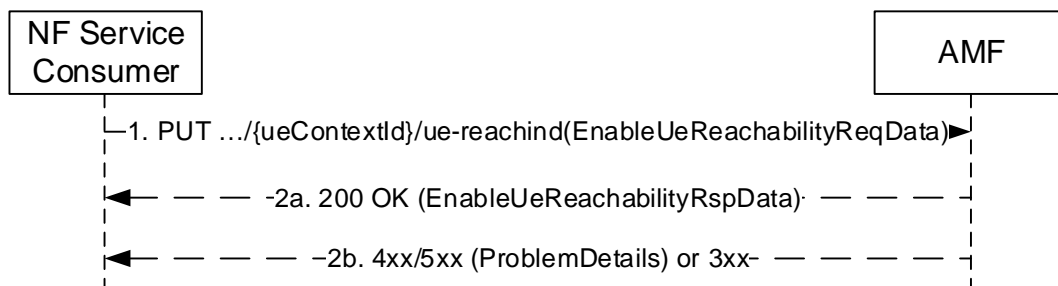 NF Service
Consumer
AMF
1. PUT …/{ueContextId}/ue-reachind(EnableUeReachabilityReqData)
2a. 200 OK (EnableUeReachabilityRspData)
2b. 4xx/5xx (ProblemDetails) or 3xx